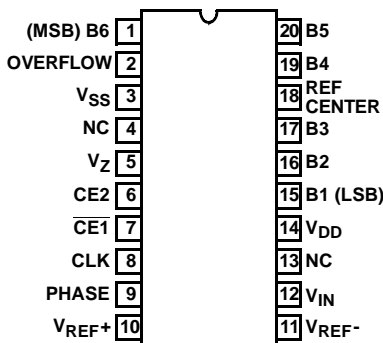 (MSB) B6 1
OVERFLOW 2
VSS 3
NC 4
VZ 5
CE2 6
CE1 7
CLK 8
PHASE 9
VREF+ 10
20 B5
19 B4
18 REF
CENTER
17 B3
16 B2
15 B1 (LSB)
14 VDD
13 NC
12 VIN
11 VREF-